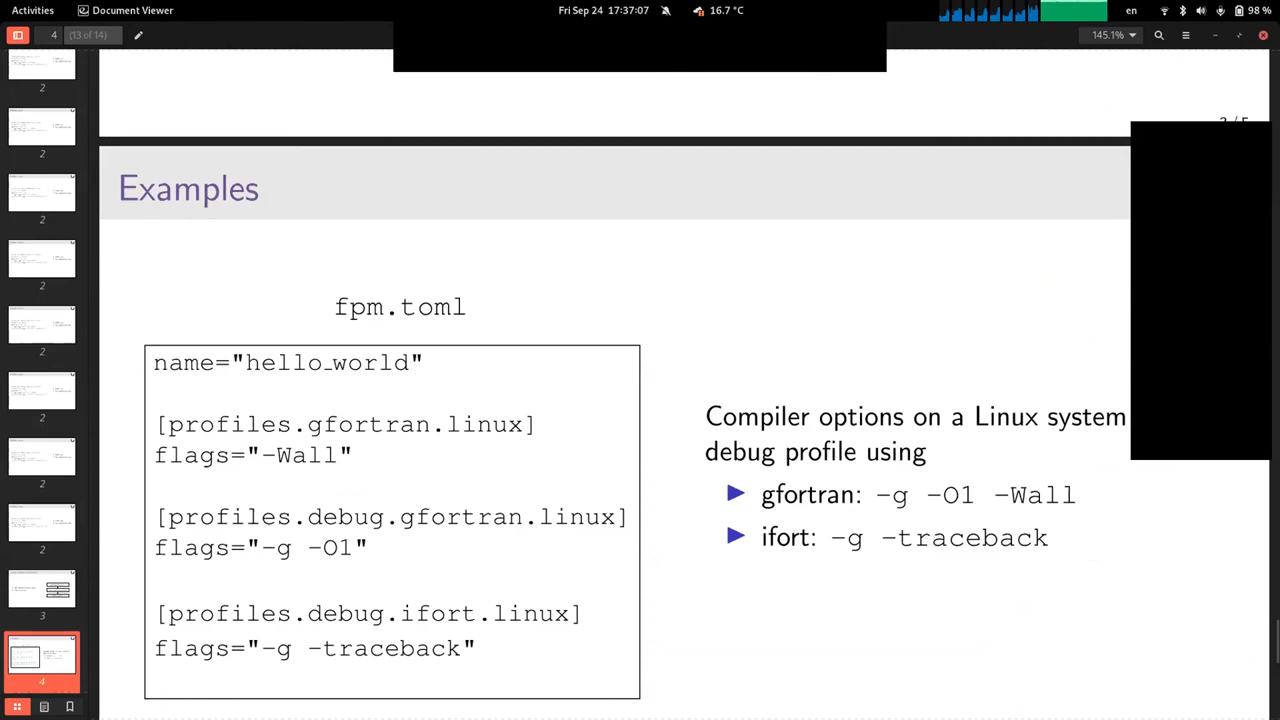 Activities
Document Viewer
Fri Sep 24 17:37:07
16.7 °C
en
98 %
4
(13 of 14)
145.1%
2
2
2
2
2
2
2
2
3
4
Examples
fpm.toml
name="hello_world"
[profiles.gfortran.linux]
flags="-Wall"
[profiles.debug.gfortran.linux]
flags="-g -O1"
[profiles.debug.ifort.linux]
flags="-g -traceback"
Compiler options on a Linux system
debug profile using
gfortran: -g -O1 -Wall
ifort: -g -traceback